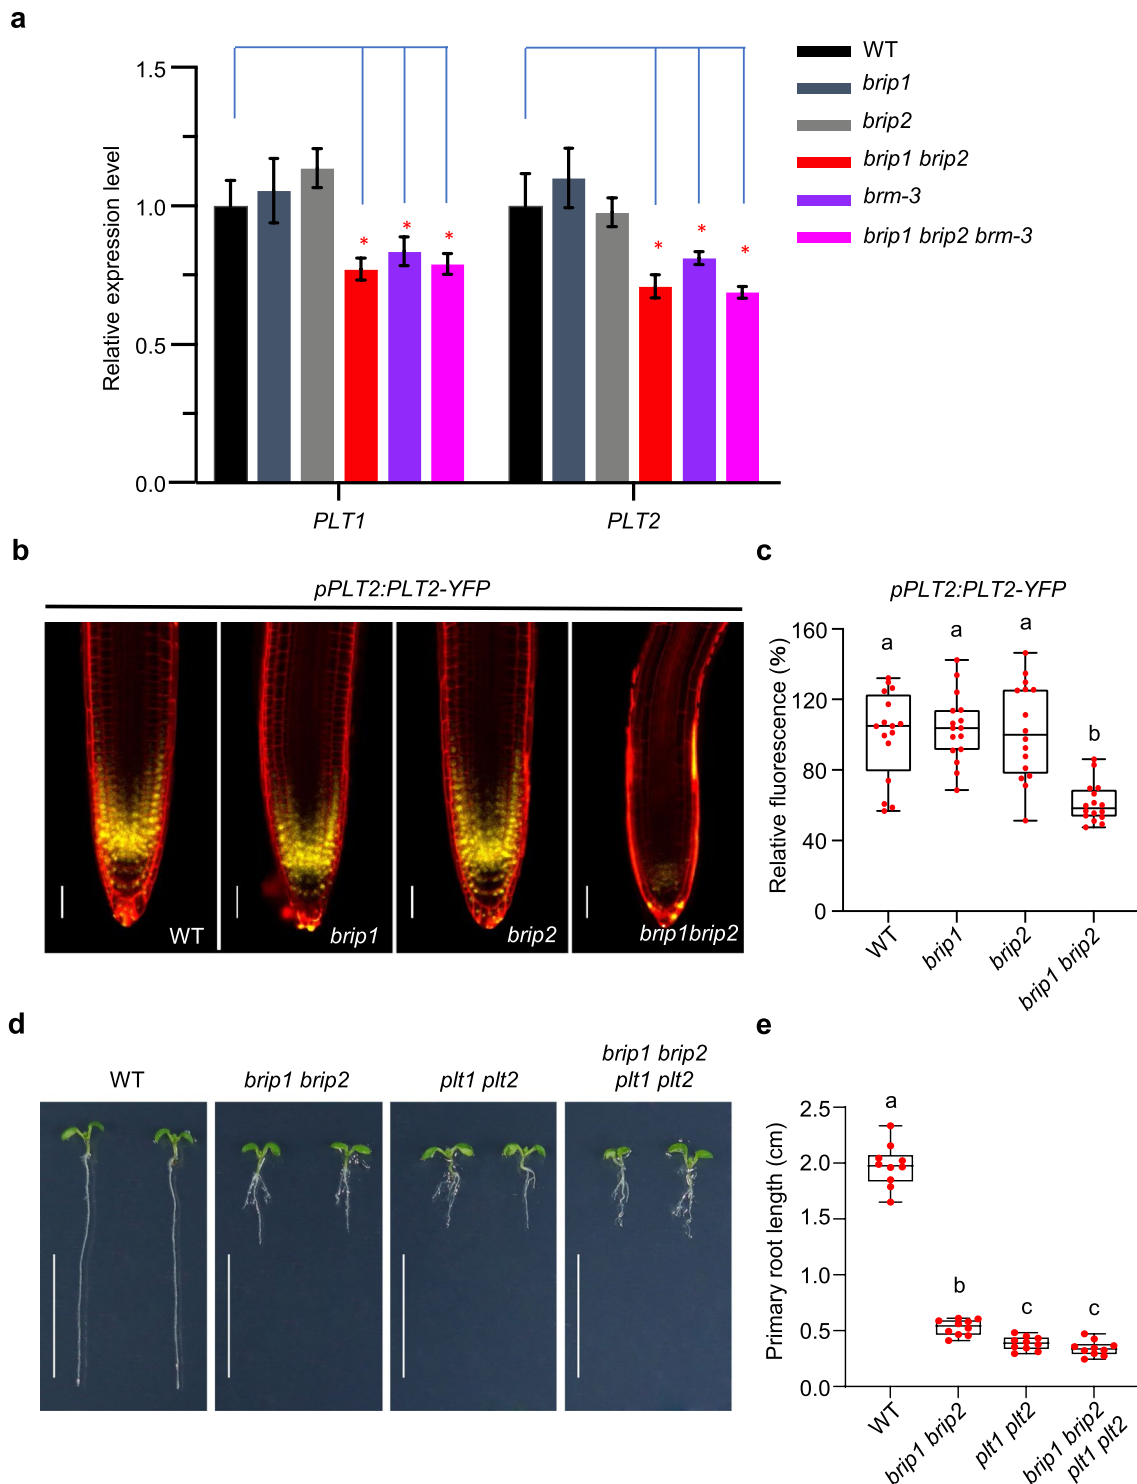 a
1.5
1.0
0.5
0.0
Relative expression level
* * *
* * *
PLT1
PLT2
WT
brip1
brip2
brip1 brip2
brm-3
brip1 brip2 brm-3
b
pPLT2:PLT2-YFP
WT
brip1
brip2
brip1brip2
c
pPLT2:PLT2-YFP
160
120
80
40
0
Relative fluorescence (%)
a
a
a
b
WT
brip1
brip2
brip1 brip2
d
WT
brip1 brip2
plt1 plt2
brip1 brip2
plt1 plt2
e
2.5
2.0
1.5
1.0
0.5
0.0
Primary root length (cm)
a
b
c
c
WT
brip1 brip2
plt1 plt2
brip1 brip2
plt1 plt2